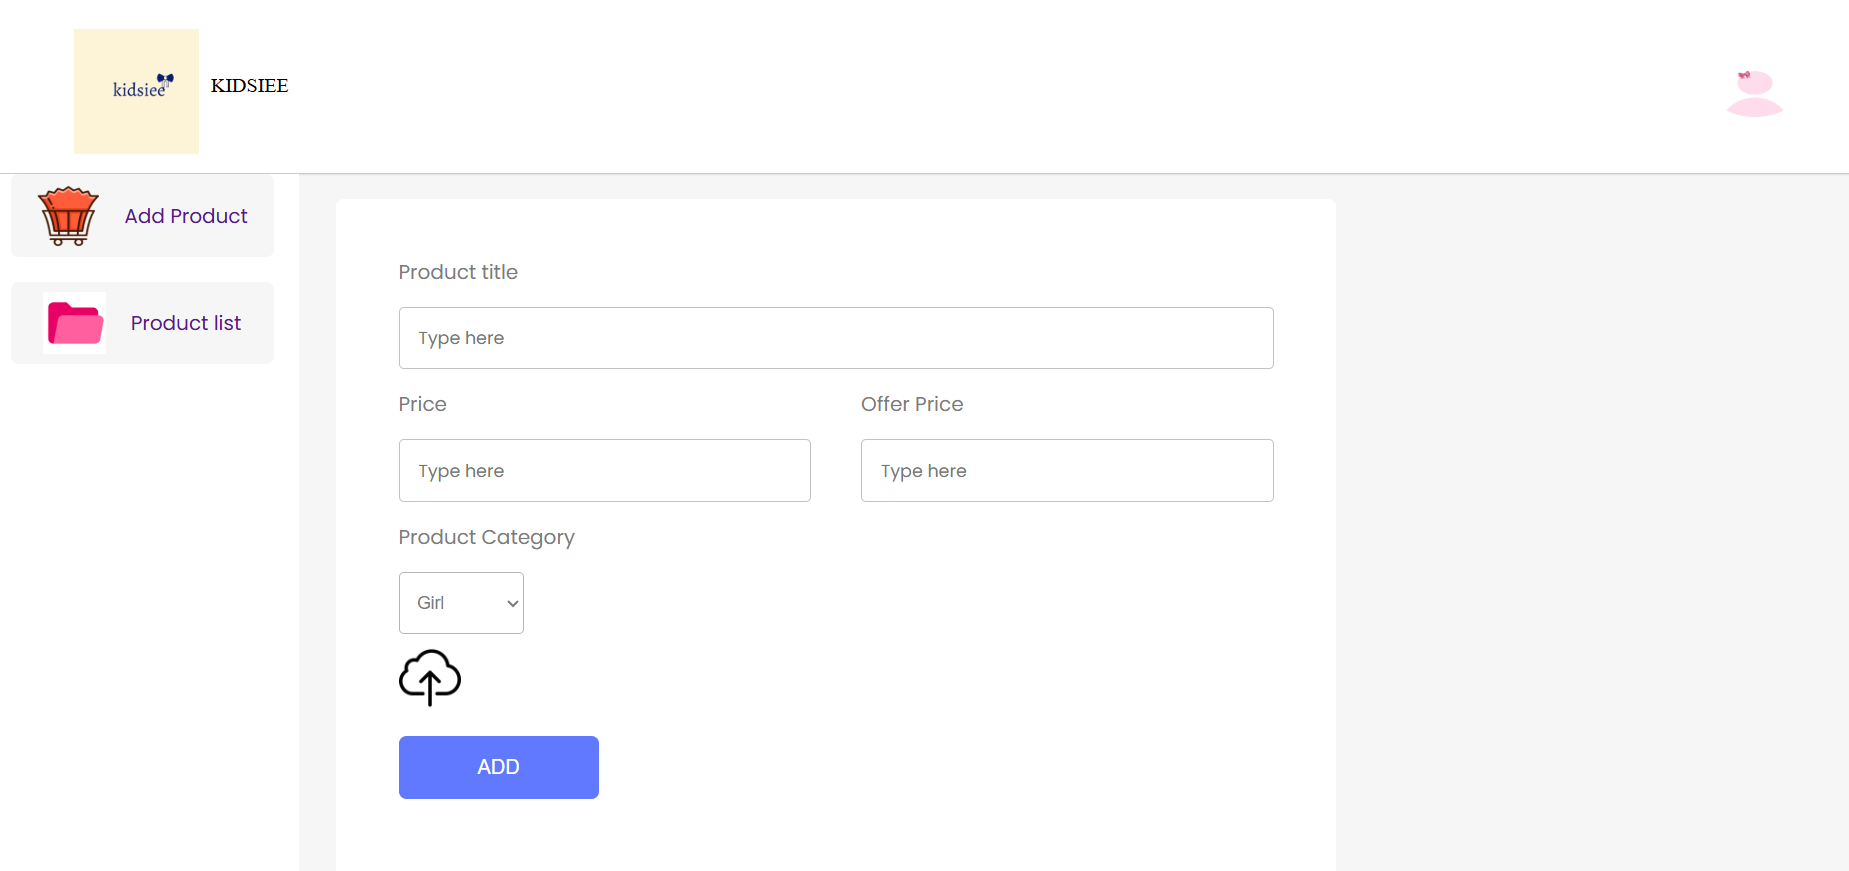 kidsiee
KIDSIEE
Add Product
Product list
Product title
Type here
Price
Offer Price
Type here
Type here
Product Category
Girl
ADD